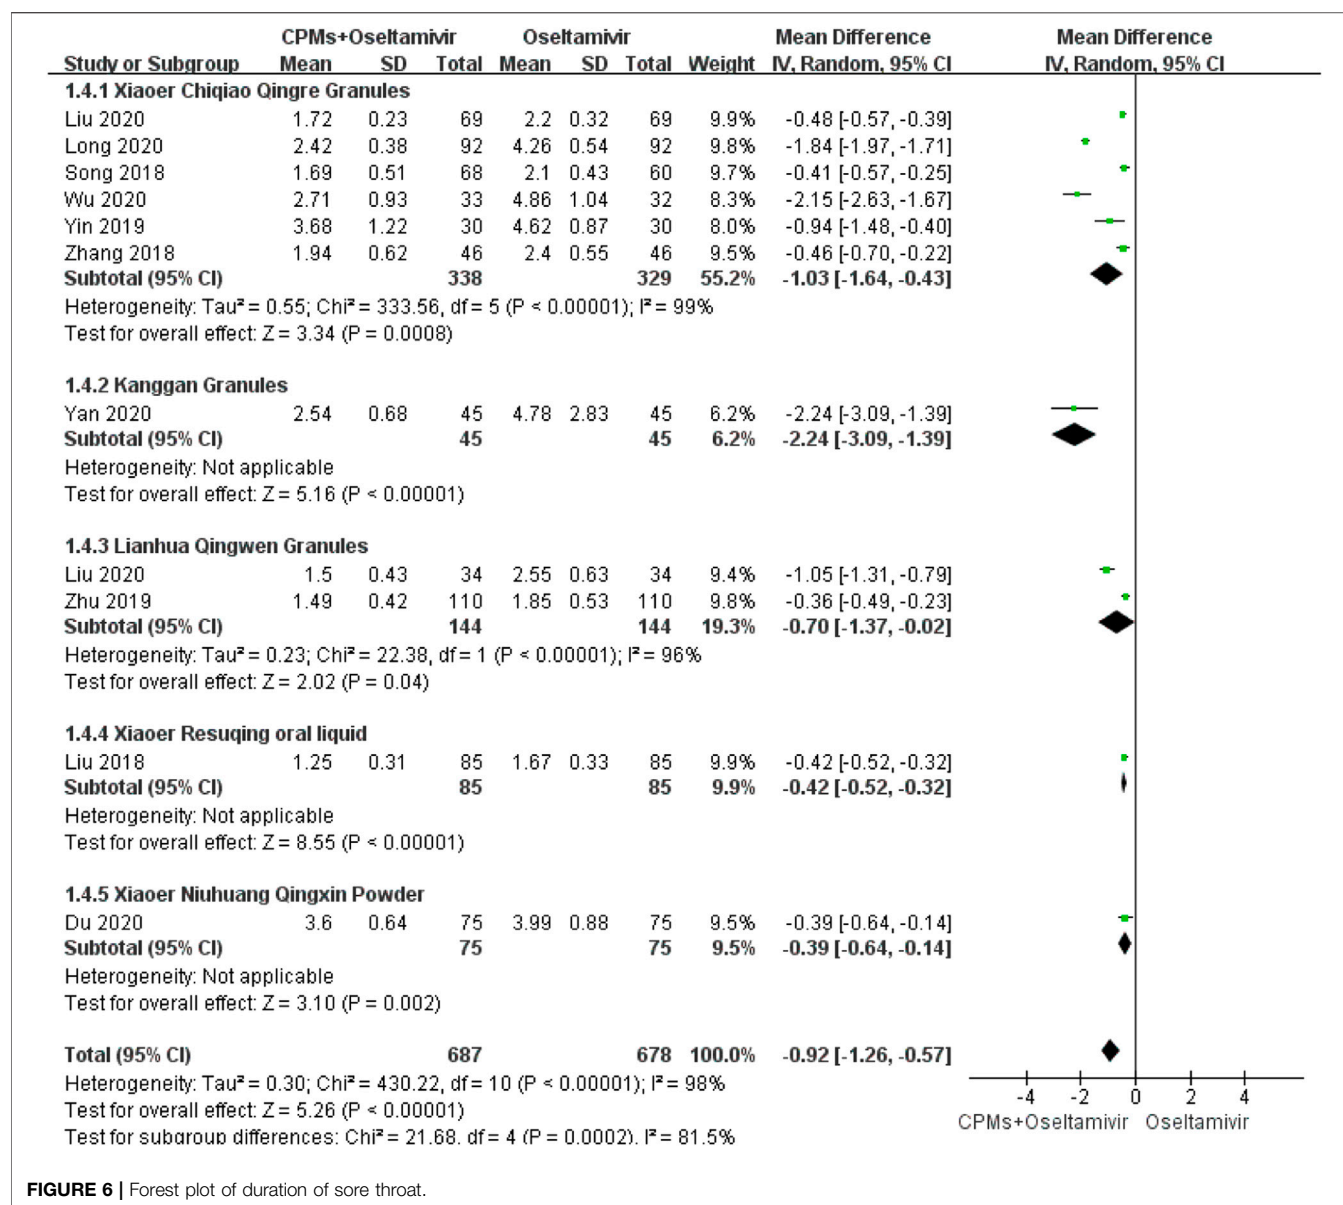 CPMs+Oseltamivir Oseltamivir Mean Difference Mean Difference
Study or Subgroup Mean SD Total Mean SD Total Weight IV, Random, 95% CI IV, Random, 95% CI
1.4.1 Xiaoer Chiqiao Qingre Granules
Liu 2020 1.72 0.23 69 2.2 0.32 69 9.9% -0.48 [-0.57, -0.39]
Long 2020 2.42 0.38 92 4.26 0.54 92 9.8% -1.84 [-1.97, -1.71]
Song 2018 1.69 0.51 68 2.1 0.43 60 9.7% -0.41 [-0.57, -0.25]
Wu 2020 2.71 0.93 33 4.86 1.04 32 8.3% -2.15 [-2.63, -1.67]
Yin 2019 3.68 1.22 30 4.62 0.87 30 8.0% -0.94 [-1.48, -0.40]
Zhang 2018 1.94 0.62 46 2.4 0.55 46 9.5% -0.46 [-0.70, -0.22]
Subtotal (95% CI) 338 329 55.2% -1.03 [-1.64, -0.43]
Heterogeneity: Tau² = 0.55; Chi² = 333.56, df = 5 (P < 0.00001); I² = 99%
Test for overall effect: Z = 3.34 (P = 0.0008)
1.4.2 Kanggan Granules
Yan 2020 2.54 0.68 45 4.78 2.83 45 6.2% -2.24 [-3.09, -1.39]
Subtotal (95% CI) 45 45 6.2% -2.24 [-3.09, -1.39]
Heterogeneity: Not applicable
Test for overall effect: Z = 5.16 (P < 0.00001)
1.4.3 Lianhua Qingwen Granules
Liu 2020 1.5 0.43 34 2.55 0.63 34 9.4% -1.05 [-1.31, -0.79]
Zhu 2019 1.49 0.42 110 1.85 0.53 110 9.8% -0.36 [-0.49, -0.23]
Subtotal (95% CI) 144 144 19.3% -0.70 [-1.37, -0.02]
Heterogeneity: Tau² = 0.23; Chi² = 22.38, df = 1 (P < 0.00001); I² = 96%
Test for overall effect: Z = 2.02 (P = 0.04)
1.4.4 Xiaoer Resuqing oral liquid
Liu 2018 1.25 0.31 85 1.67 0.33 85 9.9% -0.42 [-0.52, -0.32]
Subtotal (95% CI) 85 85 9.9% -0.42 [-0.52, -0.32]
Heterogeneity: Not applicable
Test for overall effect: Z = 8.55 (P < 0.00001)
1.4.5 Xiaoer Niuhuang Qingxin Powder
Du 2020 3.6 0.64 75 3.99 0.88 75 9.5% -0.39 [-0.64, -0.14]
Subtotal (95% CI) 75 75 9.5% -0.39 [-0.64, -0.14]
Heterogeneity: Not applicable
Test for overall effect: Z = 3.10 (P = 0.002)
Total (95% CI) 687 678 100.0% -0.92 [-1.26, -0.57]
Heterogeneity: Tau² = 0.30; Chi² = 430.22, df = 10 (P < 0.00001); I² = 98%
Test for overall effect: Z = 5.26 (P < 0.00001)
Test for subgroup differences: Chi² = 21.68, df = 4 (P = 0.0002), I² = 81.5%
-4 -2 0 2 4
CPMs+Oseltamivir Oseltamivir
FIGURE 6 | Forest plot of duration of sore throat.